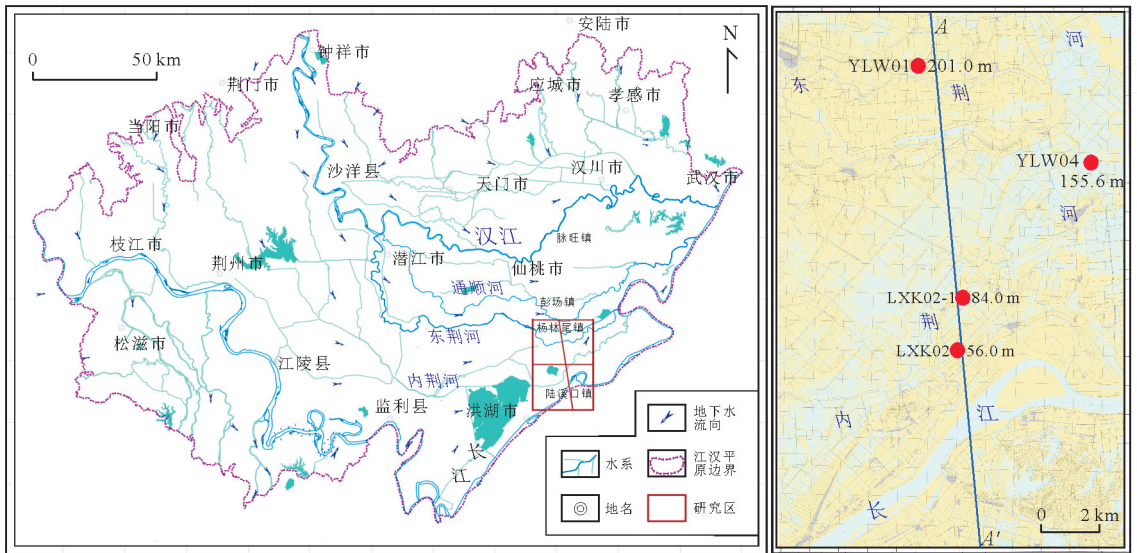 安陆市
0 50 km
钟祥市
N
荆门市
应城市
孝感市
当阳市
沙洋县
汉川市
天门市
武汉市
汉江
脉旺镇
枝江市
荆州市
潜江市
仙桃市
通顺河
彭场镇
东荆河
杨林尾镇
松滋市
江陵县
内荆河
陆溪口镇
监利县
洪湖市
长
江
地下水
流向
水系
江汉平
原边界
地名
研究区
A
河
YLW01 201.0 m
东
荆
YLW04
155.6 m
河
LXK02-1 84.0 m
荆
LXK02 56.0 m
内
江
长
0 2 km
A′